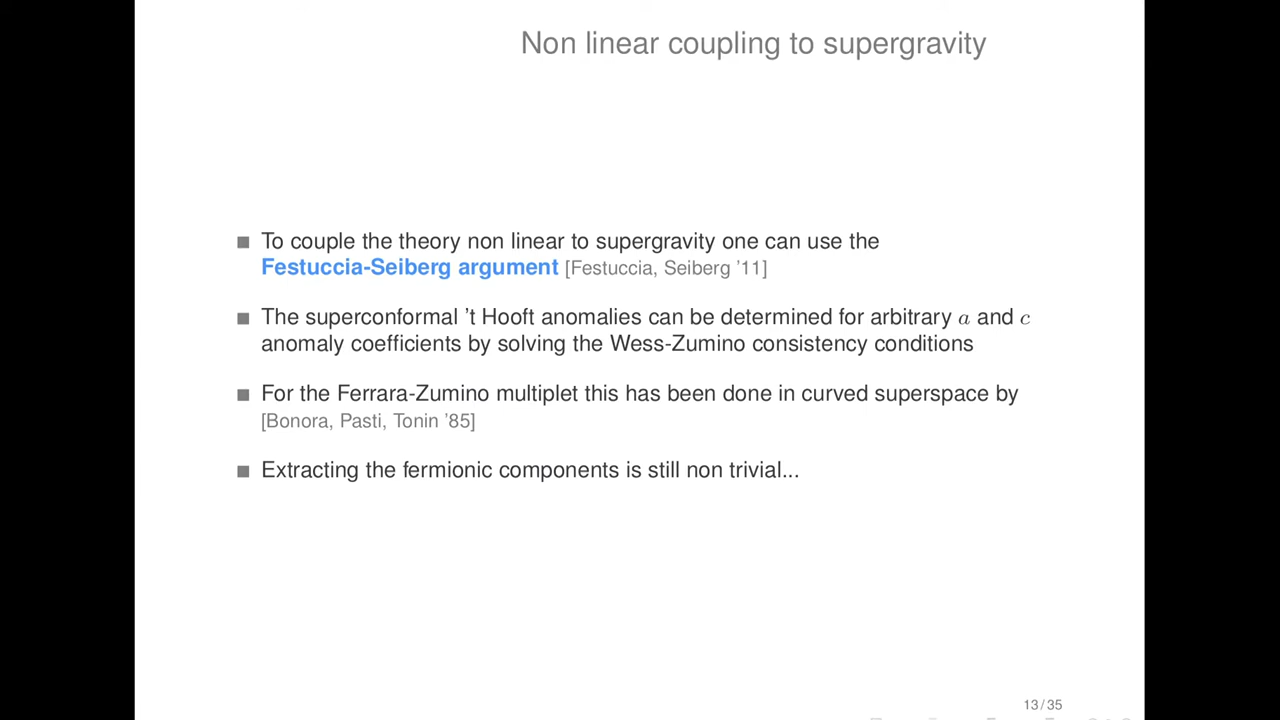 Non linear coupling to supergravity
To couple the theory non linear to supergravity one can use the
Festuccia-Seiberg argument [Festuccia, Seiberg '11]
The superconformal 't Hooft anomalies can be determined for arbitrary a and c
anomaly coefficients by solving the Wess-Zumino consistency conditions
For the Ferrara-Zumino multiplet this has been done in curved superspace by
[Bonora, Pasti, Tonin '85]
Extracting the fermionic components is still non trivial...
13 / 35